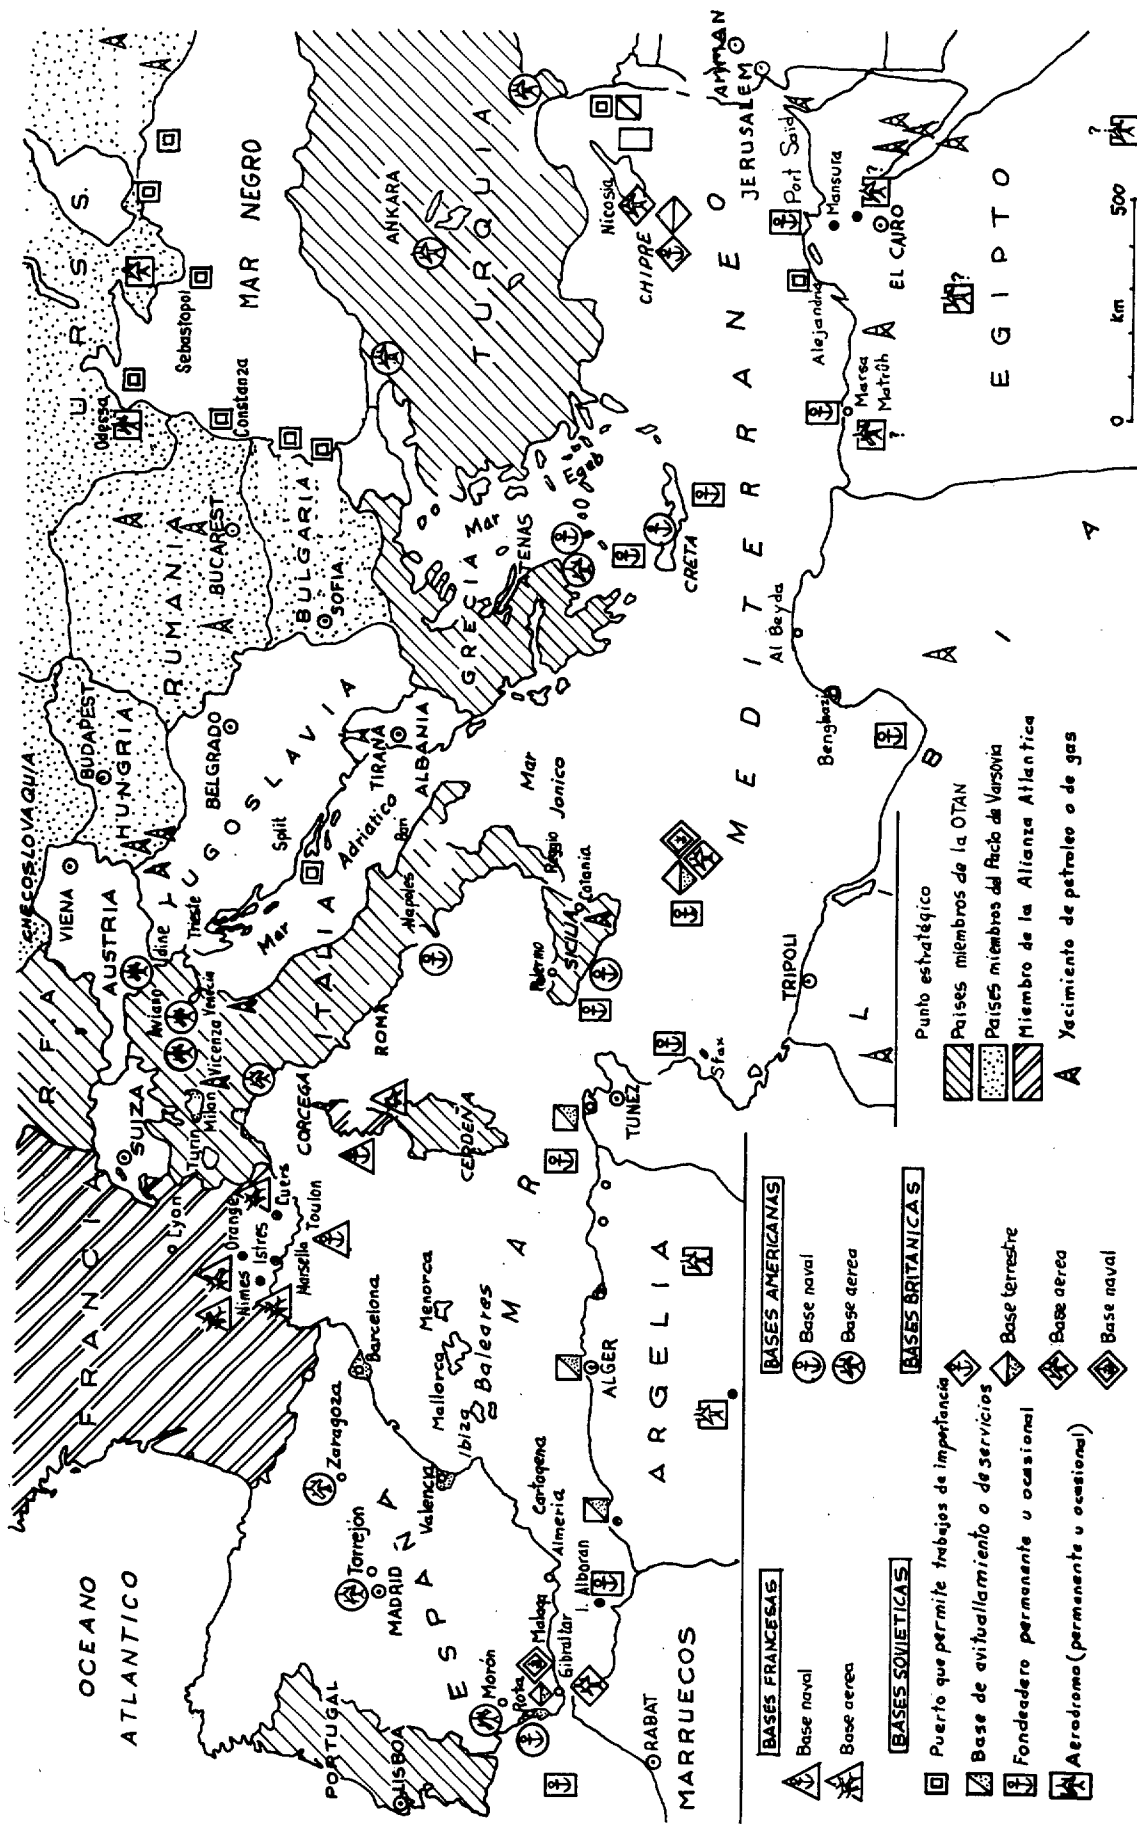 OCEANO
ATLANTICO
PORTUGAL
LISBOA
ESPAÑA
MADRID
Torrejón
Zaragoza
Barcelona
Valencia
Morón
Rota
Malaga
Gibraltar
Almeria
Cartagena
I. Alboran
Ibiza
Mallorca
Menorca
Baleares
FRANCIA
Lyon
Nimes
Orange
Istres
Cuers
Marsella
Toulon
SUIZA
R. F. A.
CHECOSLOVAQUIA
AUSTRIA
VIENA
HUNGRIA
BUDAPEST
U. R. S. S.
Odessa
Sebastopol
Constanza
MAR NEGRO
RUMANIA
BUCAREST
BULGARIA
SOFIA
YUGOSLAVIA
BELGRADO
Split
TIRANA
ALBANIA
Mar
Adriatico
ITALIA
Turin
Milan
Vicenza
Aviano
Venecia
Udine
Trieste
ROMA
Napoles
Bari
Reggio
CORCEGA
CERDEÑA
SICILIA
Palermo
Catania
Mar
Jonico
GRECIA
ATENAS
Mar
Egeo
CRETA
TURQUIA
ANKARA
CHIPRE
Nicosia
AMMAN
JERUSALEM
MAR MEDITERRANEO
MARRUECOS
RABAT
ARGELIA
ALGER
TUNEZ
Sfax
TRIPOLI
LIBIA
Benghazi
Al Beyda
EGIPTO
Marsa
Matrûh
Alejandria
Port Said
Mansura
EL CAIRO
?
?
?
?
0
Km
500
BASES FRANCESAS
Base naval
Base aerea
BASES AMERICANAS
Base naval
Base aerea
BASES SOVIETICAS
Puerto que permite trabajos de importancia
Base de avituallamiento o de servicios
Fondeadero permanente u ocasional
Aerodromo (permanente u ocasional)
BASES BRITANICAS
Base terrestre
Base aerea
Base naval
Punto estratégico
Países miembros de la OTAN
Países miembros del Pacto de Varsovia
Miembro de la Alianza Atlantica
Yacimiento de petroleo o de gas